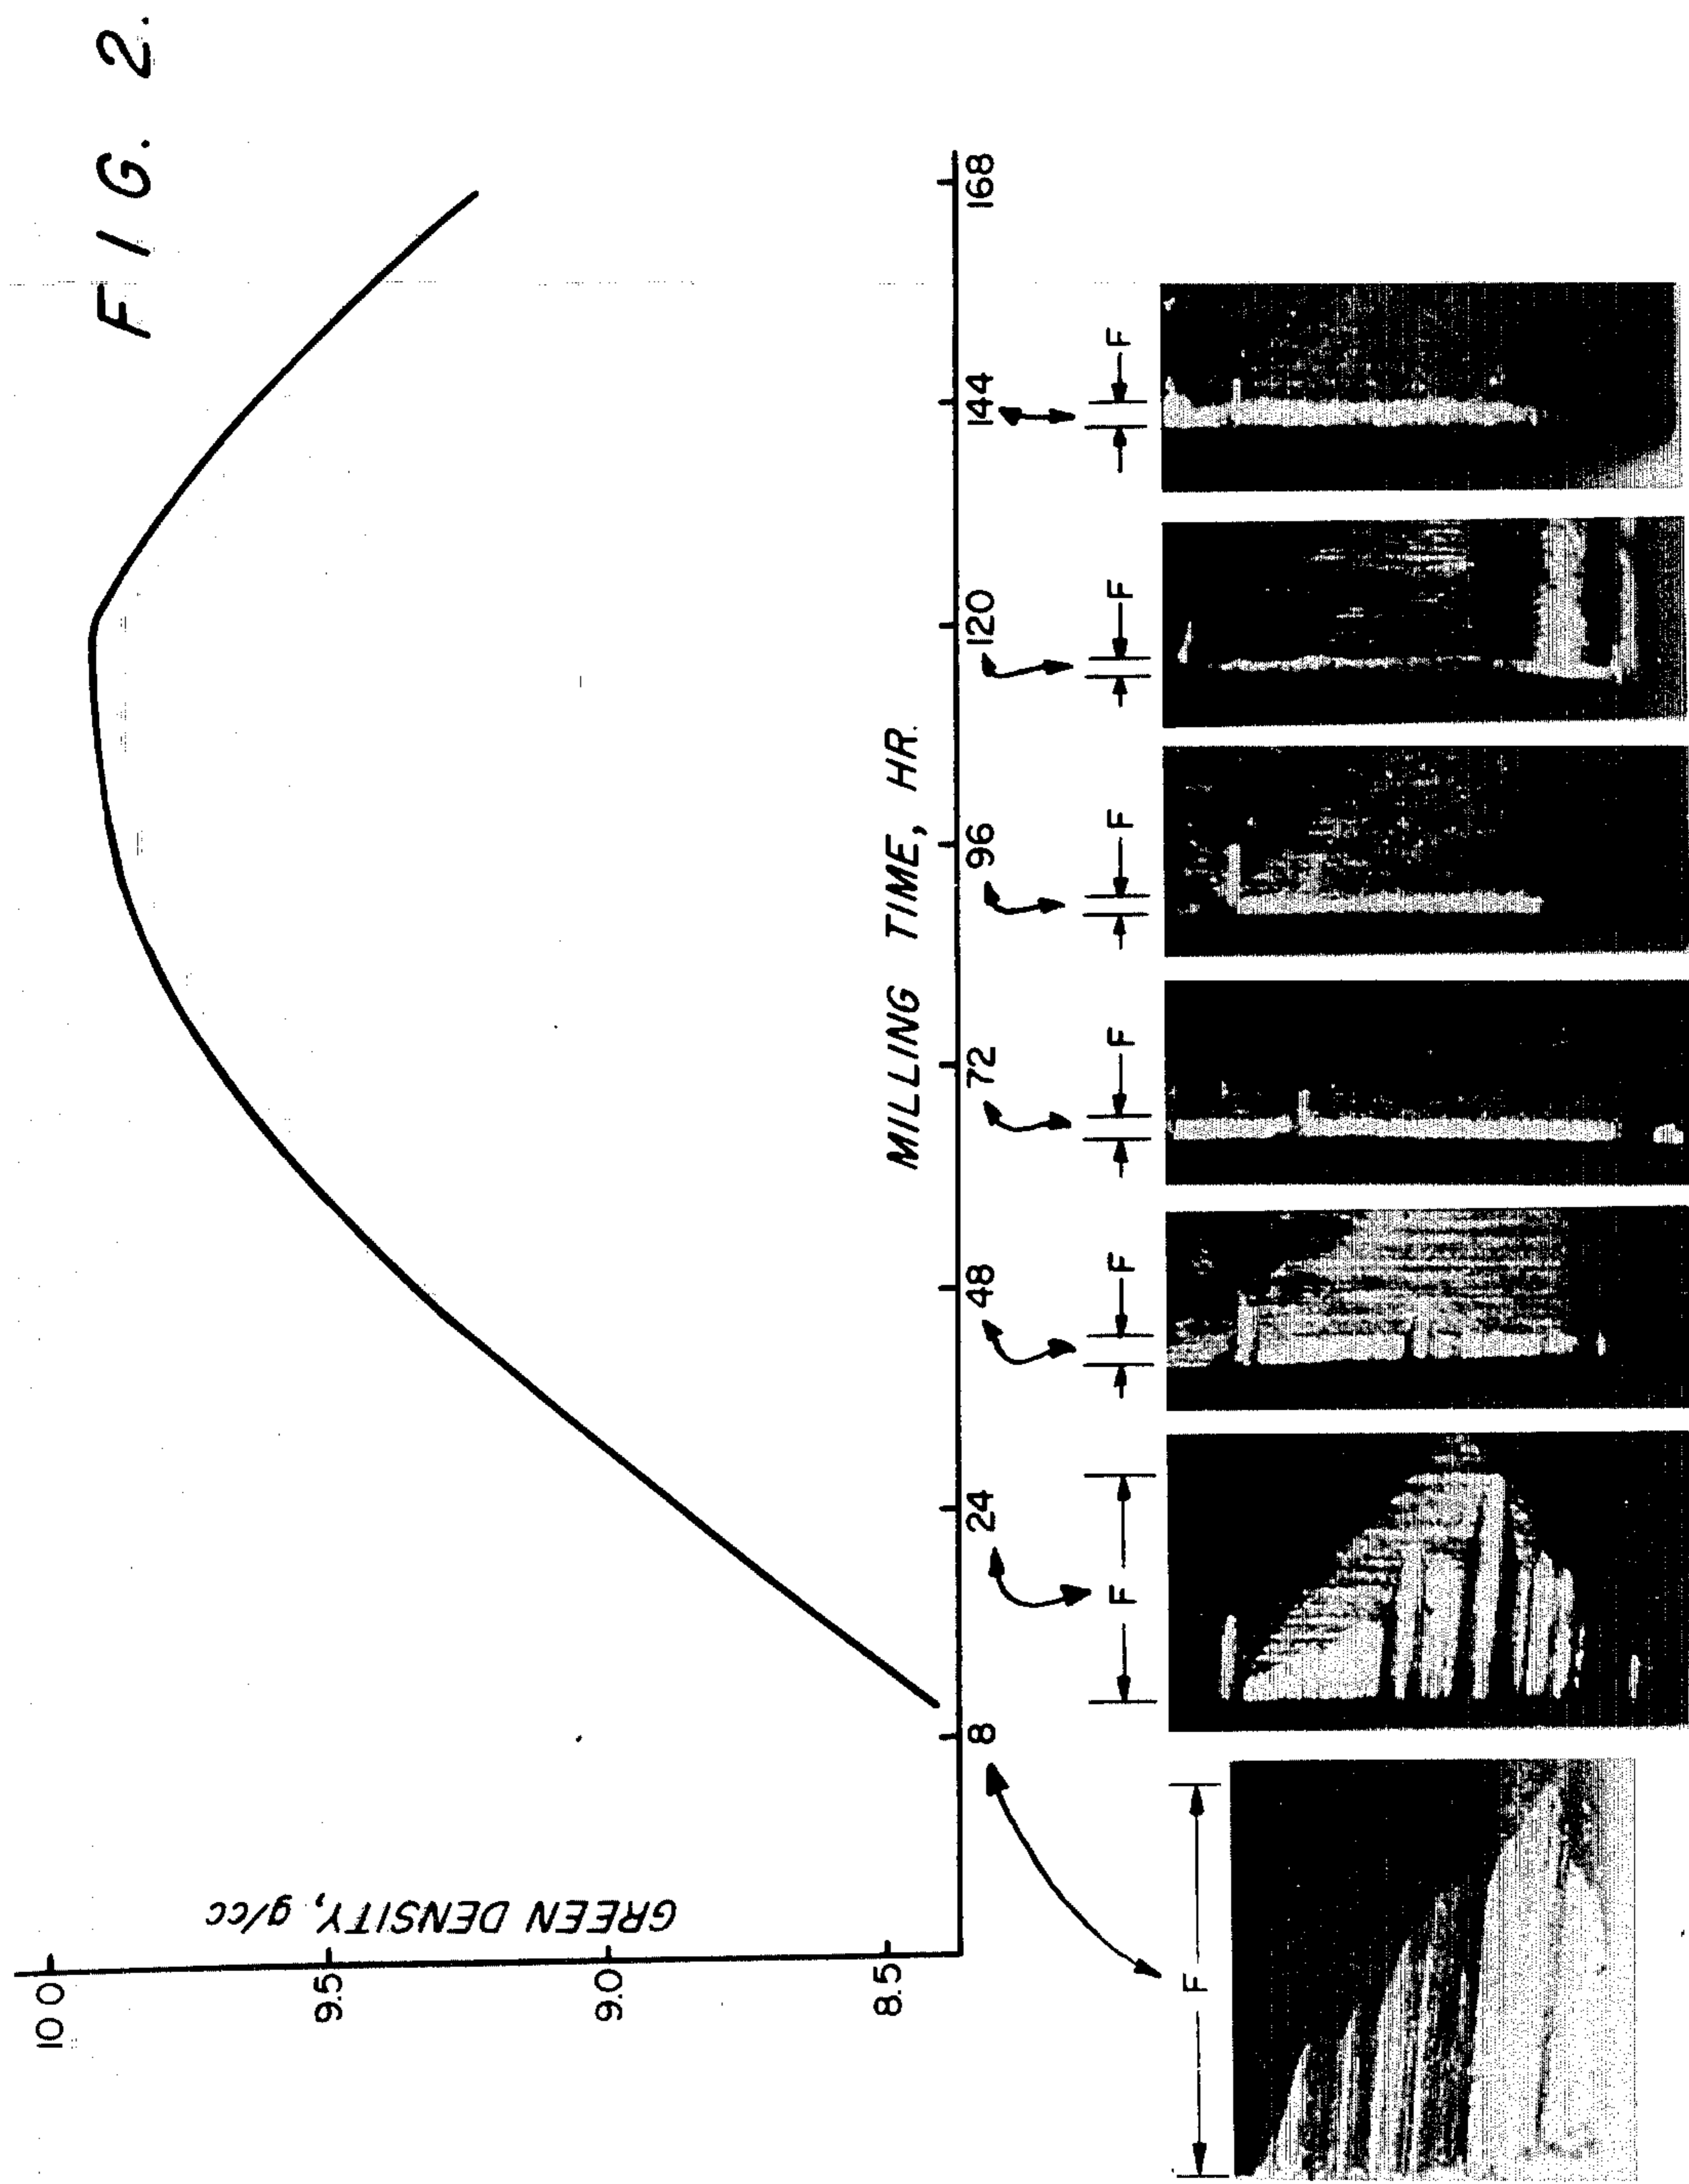 FIG. 2.
10 0
9.5
9.0
8.5
GREEN DENSITY, g/cc
MILLING TIME, HR.
8 24 48 72 96 120 144 168
F F F F F F F